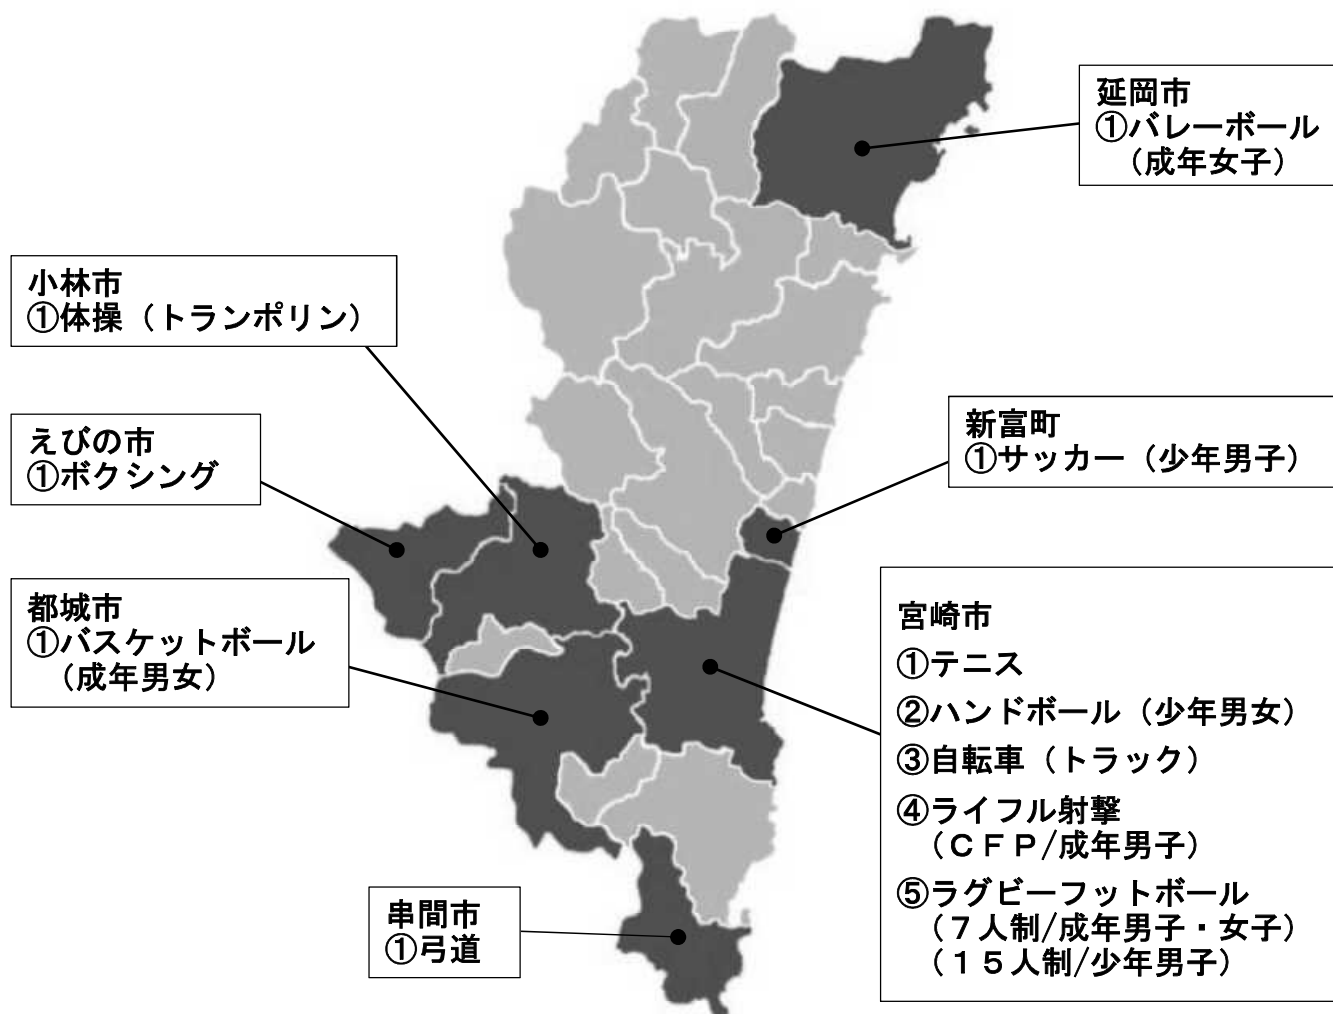 延岡市
①バレーボール
（成年女子）
小林市
①体操（トランポリン）
えびの市
①ボクシング
新富町
①サッカー（少年男子）
都城市
①バスケットボール
（成年男女）
宮崎市
①テニス
②ハンドボール（少年男女）
③自転車（トラック）
④ライフル射撃
（ＣＦＰ/成年男子）
⑤ラグビーフットボール
（７人制/成年男子・女子）
（１５人制/少年男子）
串間市
①弓道